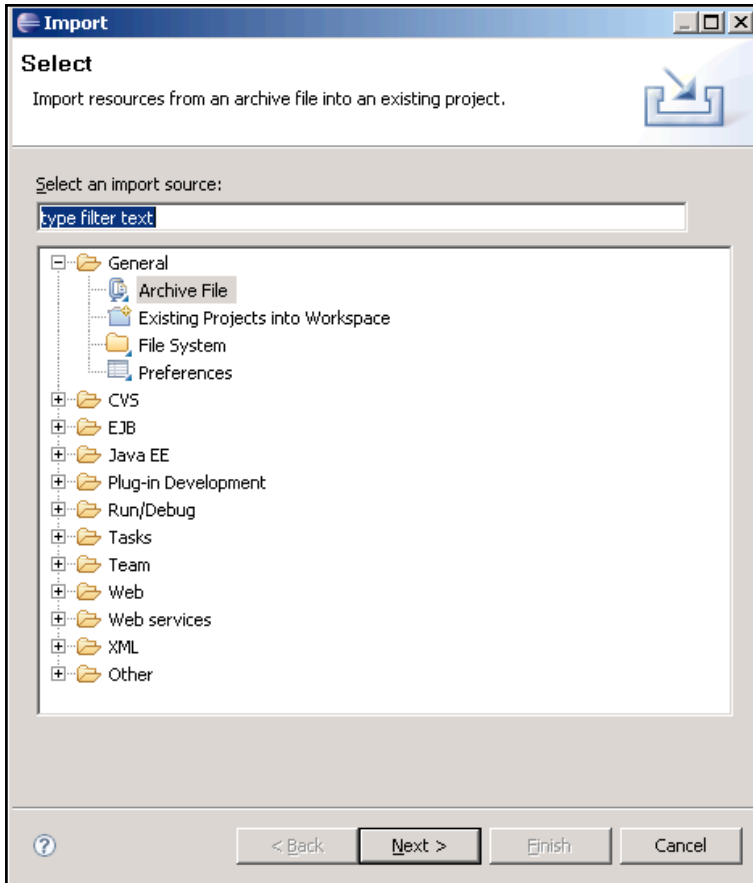 Import
Select
Import resources from an archive file into an existing project.
Select an import source:
type filter text
General
Archive File
Existing Projects into Workspace
File System
Preferences
CVS
EJB
Java EE
Plug-in Development
Run/Debug
Tasks
Team
Web
Web services
XML
Other
? < Back Next > Finish Cancel